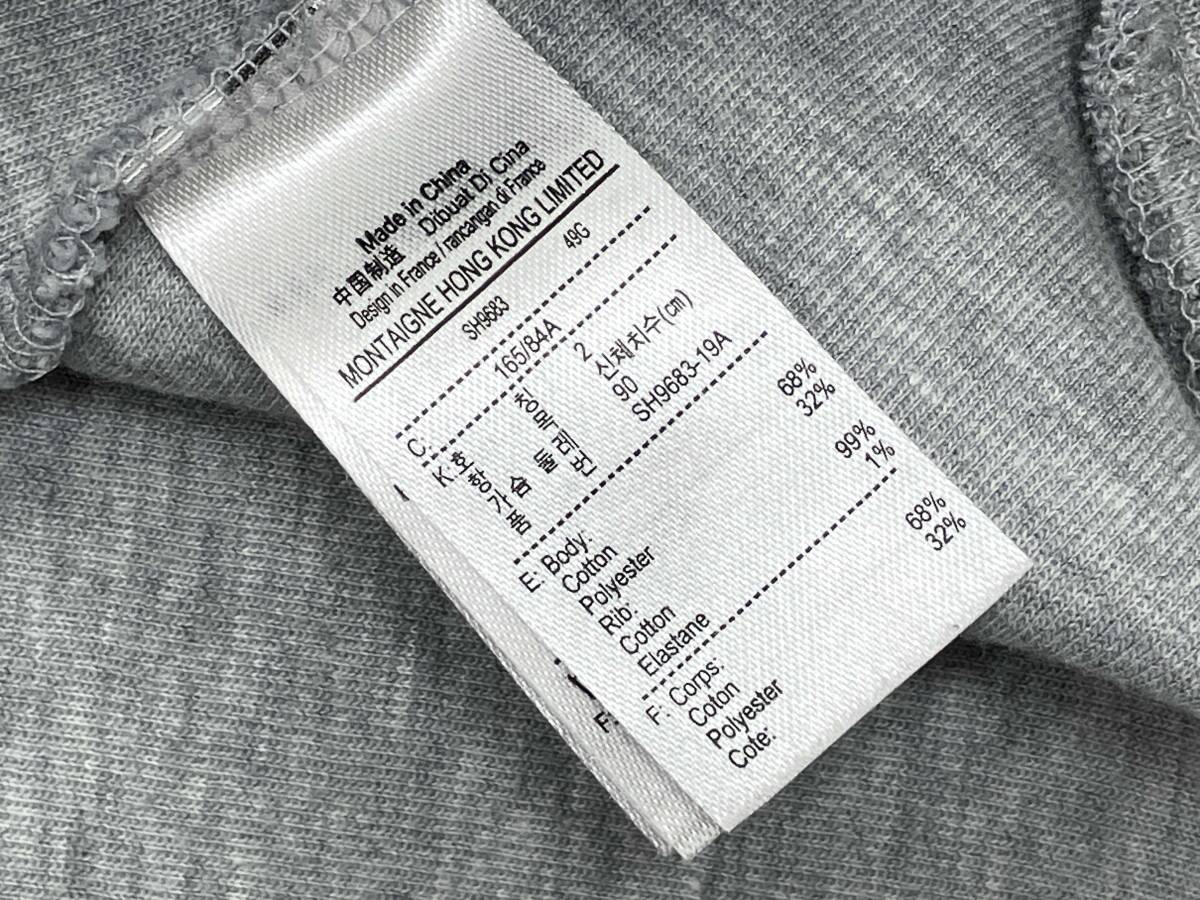 Made in China
中国制造 Dibuat Di Cina
Design in France / rancangan di France
MONTAIGNE HONG KONG LIMITED
SH9683 49G
C: 165/84A
K:호칭 2
항목 신체치수(cm)
가슴둘레 90
품번 SH9683-19A
E: Body:
Cotton 68%
Polyester 32%
Rib:
Cotton 99%
Elastane 1%
F: Corps:
Coton 68%
Polyester 32%
Cote:
F: